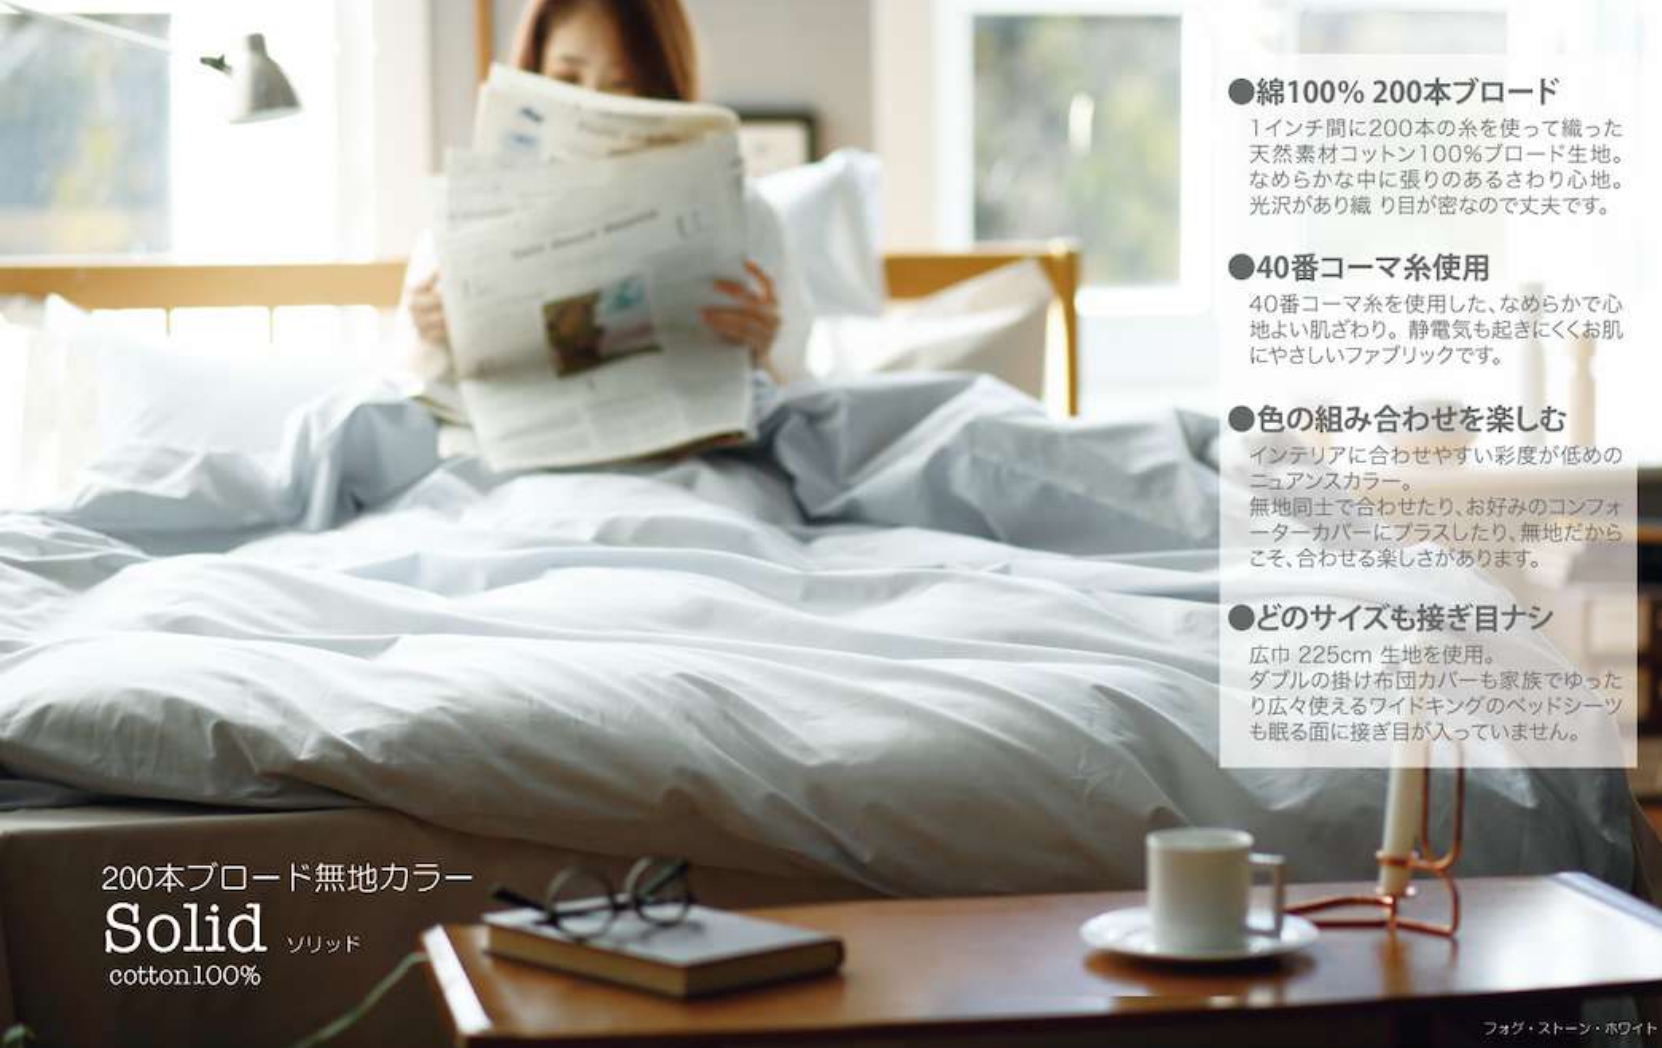 ●綿100% 200本ブロード
1インチ間に200本の糸を使って織った
天然素材コットン100%ブロード生地。
なめらかな中に張りのあるさわり心地。
光沢があり織 り目が密なので丈夫です。
●40番コーマ糸使用
40番コーマ糸を使用した、なめらかで心
地よい肌ざわり。静電気も起きにくくお肌
にやさしいファブリックです。
●色の組み合わせを楽しむ
インテリアに合わせやすい彩度が低めの
ニュアンスカラー。
無地同士で合わせたり、お好みのコンフォ
ーターカバーにプラスしたり、無地だから
こそ、合わせる楽しさがあります。
●どのサイズも接ぎ目ナシ
広巾 225cm 生地を使用。
ダブルの掛け布団カバーも家族でゆった
り広々使えるワイドキングのベッドシーツ
も眠る面に接ぎ目が入っていません。
200本ブロード無地カラー
Solid ソリッド
cotton100%
フォグ・ストーン・ホワイト